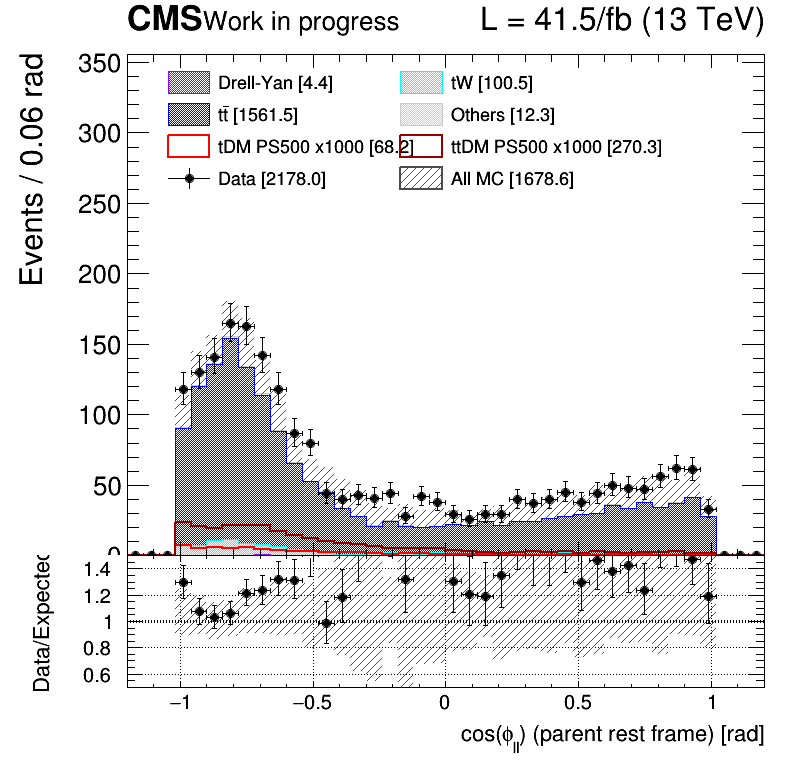 CMS Work in progress L = 41.5/fb (13 TeV)
Events / 0.06 rad
350
300
250
200
150
100
50
0
Drell-Yan [4.4] tW [100.5]
tt̄ [1561.5] Others [12.3]
tDM PS500 x1000 [68.2] ttDM PS500 x1000 [270.3]
Data [2178.0] All MC [1678.6]
Data/Expected
1.4
1.2
1
0.8
0.6
−1 −0.5 0 0.5 1
cos(ϕ_ll) (parent rest frame) [rad]